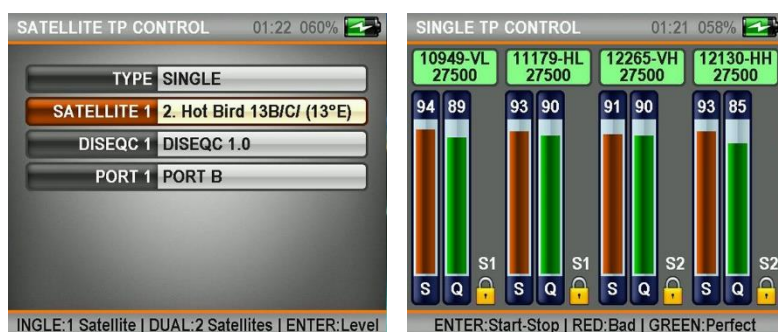 SATELLITE TP CONTROL 01:22 060%
TYPE SINGLE
SATELLITE 1 2. Hot Bird 13B/C/ (13°E)
DISEQC 1 DISEQC 1.0
PORT 1 PORT B
INGLE:1 Satellite | DUAL:2 Satellites | ENTER:Level
SINGLE TP CONTROL 01:21 058%
10949-VL 11179-HL 12265-VH 12130-HH
27500 27500 27500 27500
94 89 93 90 91 90 93 85
S1 S1 S2 S2
S Q S Q S Q S Q
ENTER:Start-Stop | RED:Bad | GREEN:Perfect